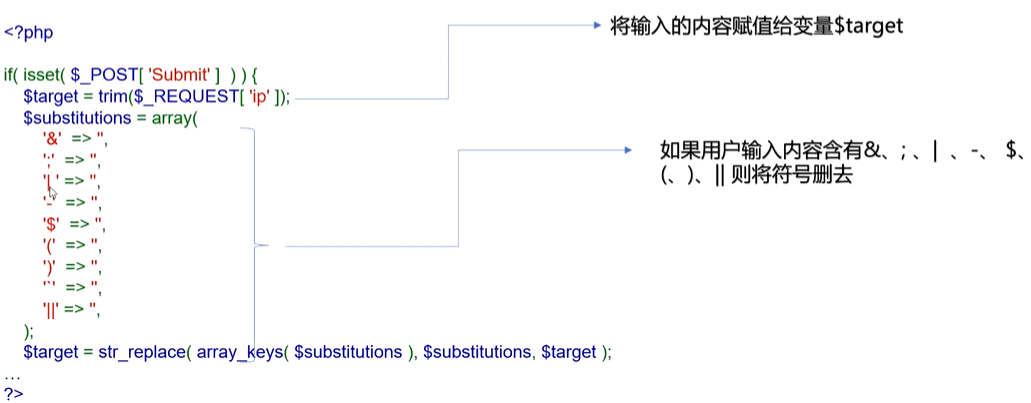 <?php
将输入的内容赋值给变量$target
if( isset( $_POST[ 'Submit' ] ) ) {
$target = trim($_REQUEST[ 'ip' ]);
$substitutions = array(
'&' => '',
';' => '',
'| ' => '',
'-' => '',
'$' => '',
'(' => '',
')' => '',
'`' => '',
'||' => '',
如果用户输入内容含有&、; 、| 、-、 $、
(、)、|| 则将符号删去
);
$target = str_replace( array_keys( $substitutions ), $substitutions, $target );
...
?>